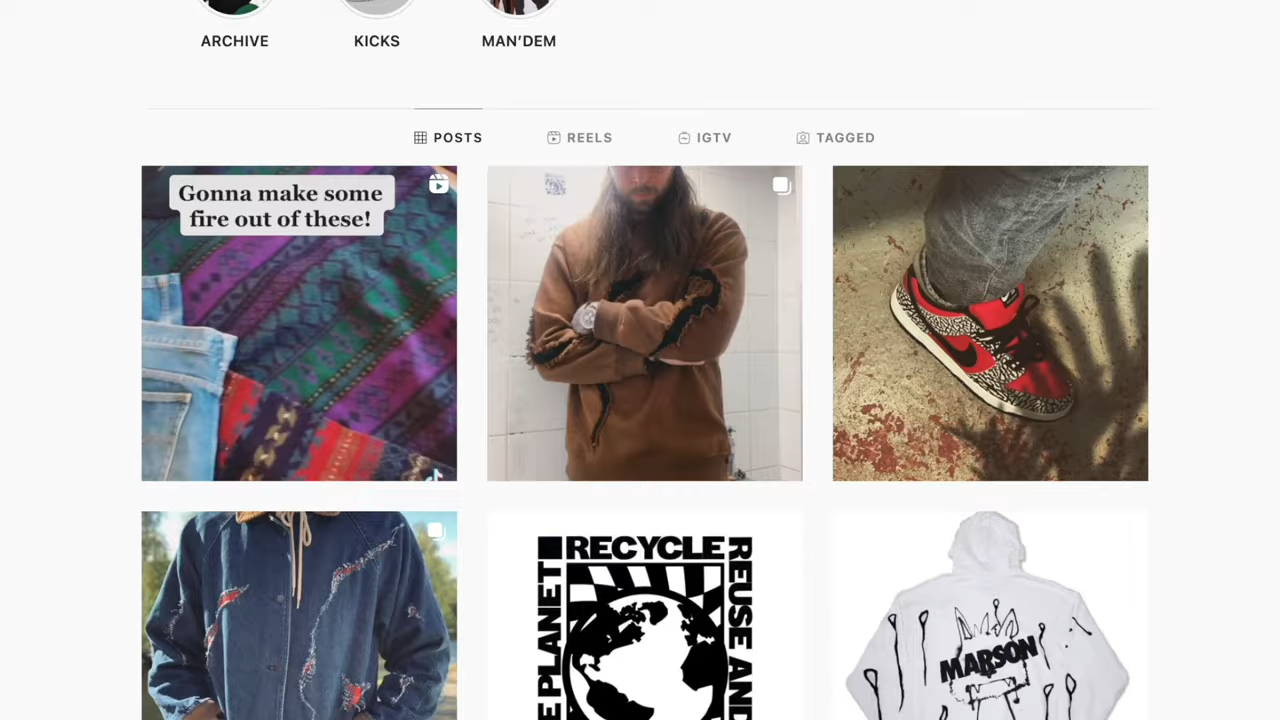 ARCHIVE
KICKS
MAN'DEM
POSTS
REELS
IGTV
TAGGED
Gonna make some
fire out of these!
RECYCLE
REUSE AND
E PLANET
MARSON